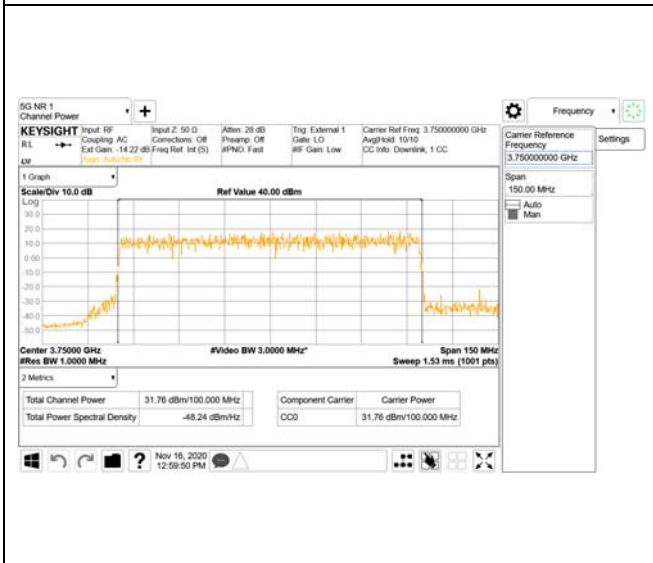 5G NR 1
Channel Power
Frequency
KEYSIGHT
RL
Input: RF
Coupling: AC
Ext Gain: -14.22 dB
Align: Auto/No RF
Input Z: 50 Ω
Corrections: Off
Freq Ref: Int (S)
Atten: 28 dB
Preamp: Off
#PNO: Fast
Trig: External 1
Gate: LO
#IF Gain: Low
Carrier Ref Freq: 3.750000000 GHz
Avg|Hold: 10/10
CC Info: Downlink, 1 CC
Carrier Reference
Frequency
3.750000000 GHz
Settings
Span
150.00 MHz
Auto
Man
1 Graph
Scale/Div 10.0 dB
Ref Value 40.00 dBm
Log
30.0
20.0
10.0
0.00
-10.0
-20.0
-30.0
-40.0
-50.0
Center 3.75000 GHz
#Video BW 3.0000 MHz*
Span 150 MHz
#Res BW 1.0000 MHz
Sweep 1.53 ms (1001 pts)
2 Metrics
Total Channel Power 31.76 dBm/100.000 MHz
Total Power Spectral Density -48.24 dBm/Hz
Component Carrier Carrier Power
CC0 31.76 dBm/100.000 MHz
?
Nov 16, 2020
12:59:50 PM